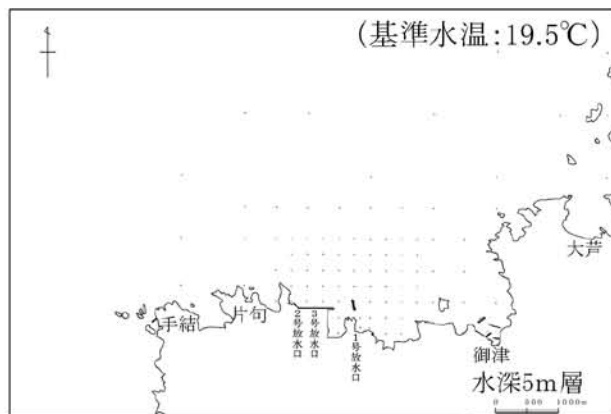 (基準水温:19.5℃)
大芦
手結
片句
2号放水口
3号放水口
1号放水口
御津
水深5m層
0 500 1000m